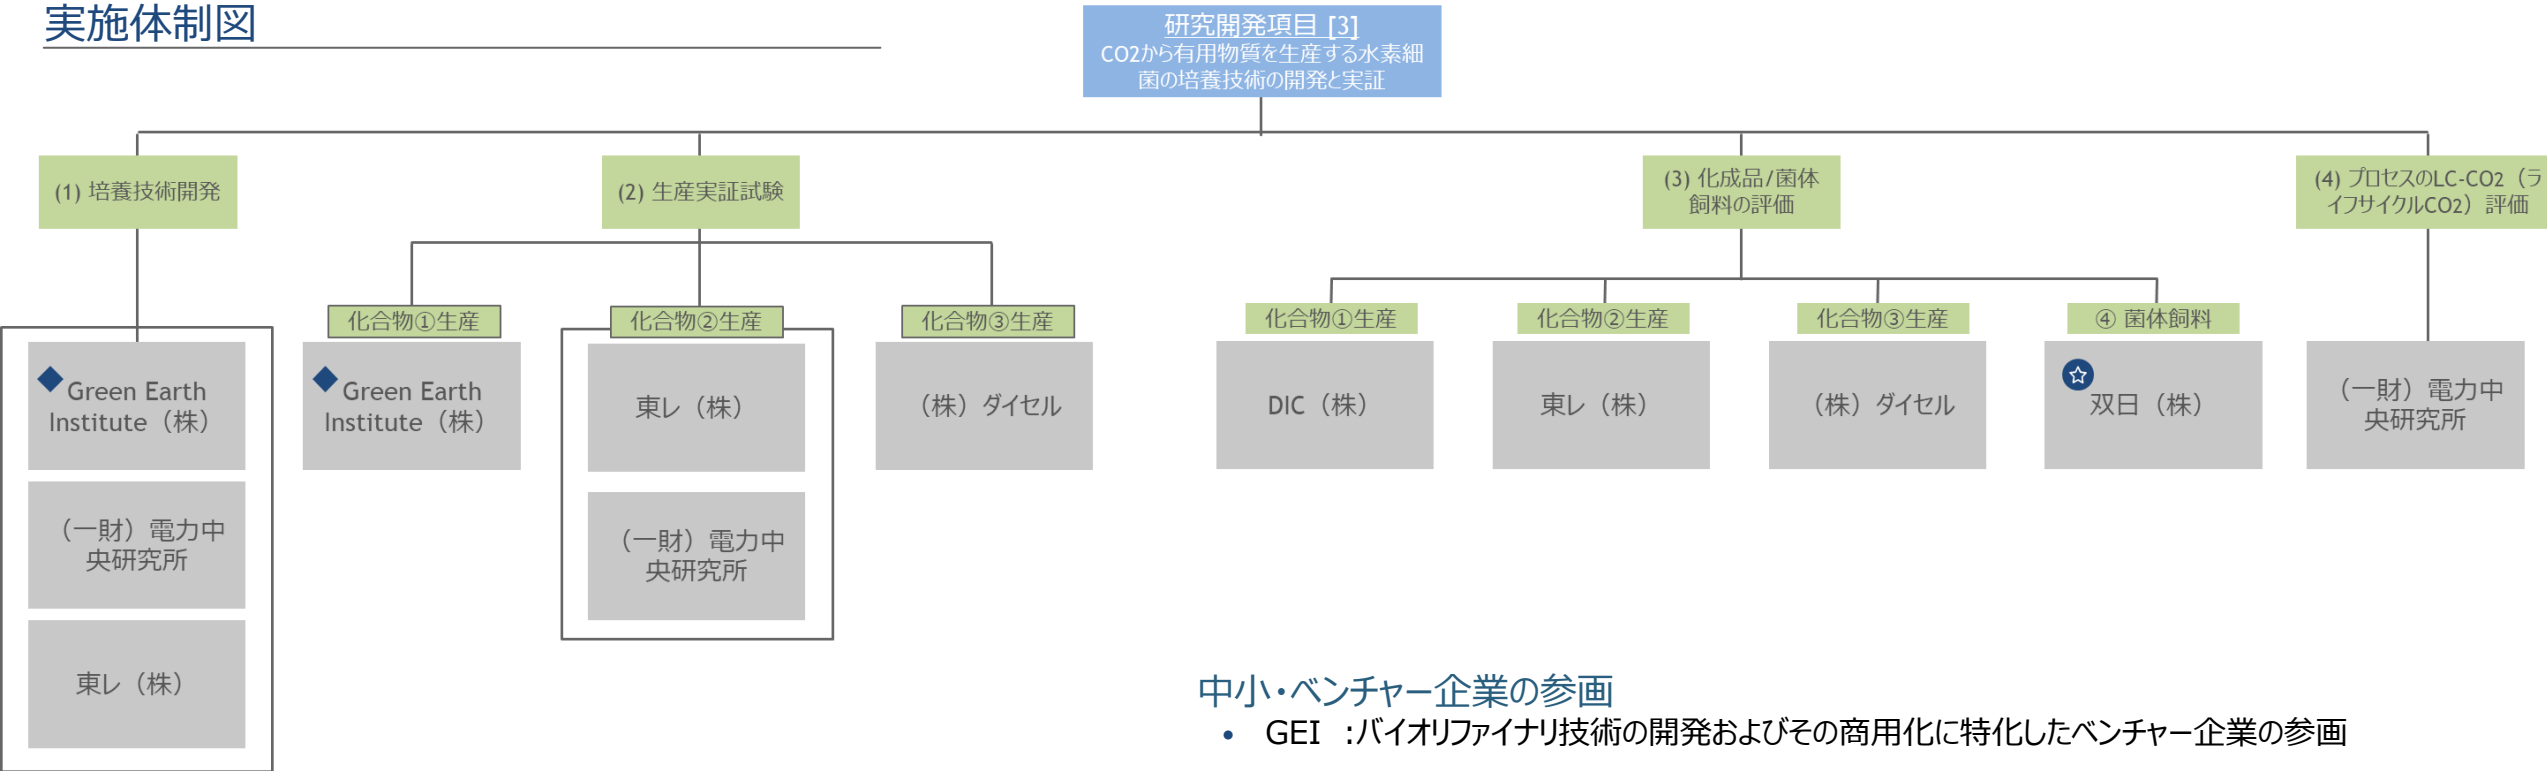 実施体制図
研究開発項目 [3]
CO2から有用物質を生産する水素細
菌の培養技術の開発と実証
(1) 培養技術開発
(2) 生産実証試験
(3) 化成品/菌体
飼料の評価
(4) プロセスのLC-CO2（ラ
イフサイクルCO2）評価
化合物①生産
化合物②生産
化合物③生産
化合物①生産
化合物②生産
化合物③生産
④ 菌体飼料
Green Earth
Institute（株）
（一財）電力中
央研究所
東レ（株）
Green Earth
Institute（株）
東レ（株）
（一財）電力中
央研究所
（株）ダイセル
DIC（株）
東レ（株）
（株）ダイセル
双日（株）
（一財）電力中
央研究所
中小・ベンチャー企業の参画
• GEI :バイオリファイナリ技術の開発およびその商用化に特化したベンチャー企業の参画